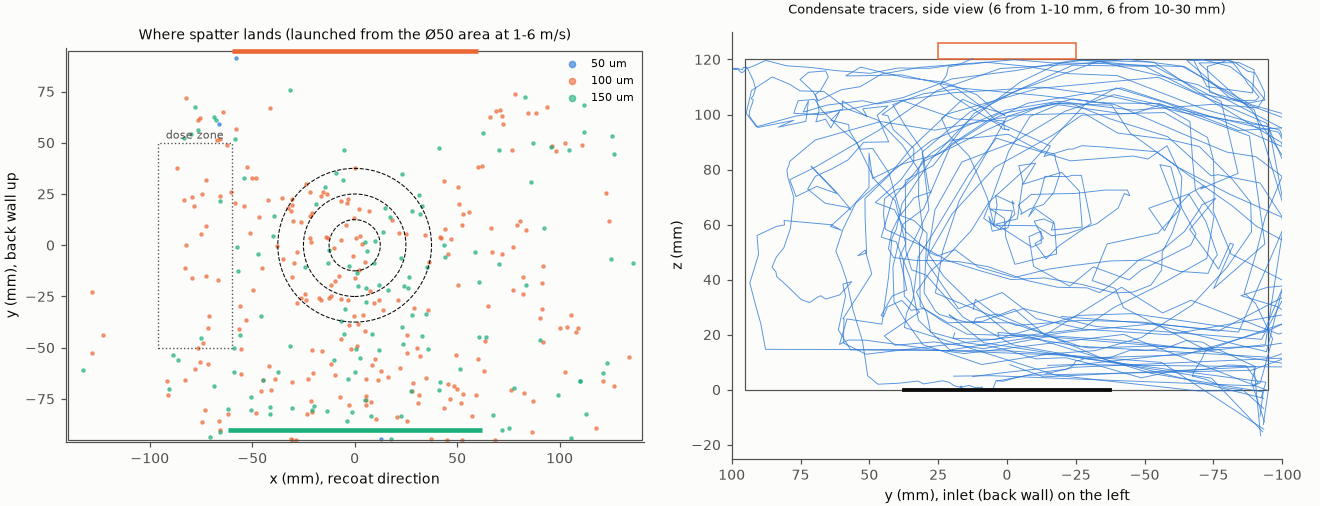 Where spatter lands (launched from the Ø50 area at 1-6 m/s)
50 um
100 um
150 um
dose zone
75
50
25
0
−25
−50
−75
−100
−50
0
50
100
x (mm), recoat direction
y (mm), back wall up
Condensate tracers, side view (6 from 1-10 mm, 6 from 10-30 mm)
120
100
80
60
40
20
0
−20
100
75
50
25
0
−25
−50
−75
−100
z (mm)
y (mm), inlet (back wall) on the left